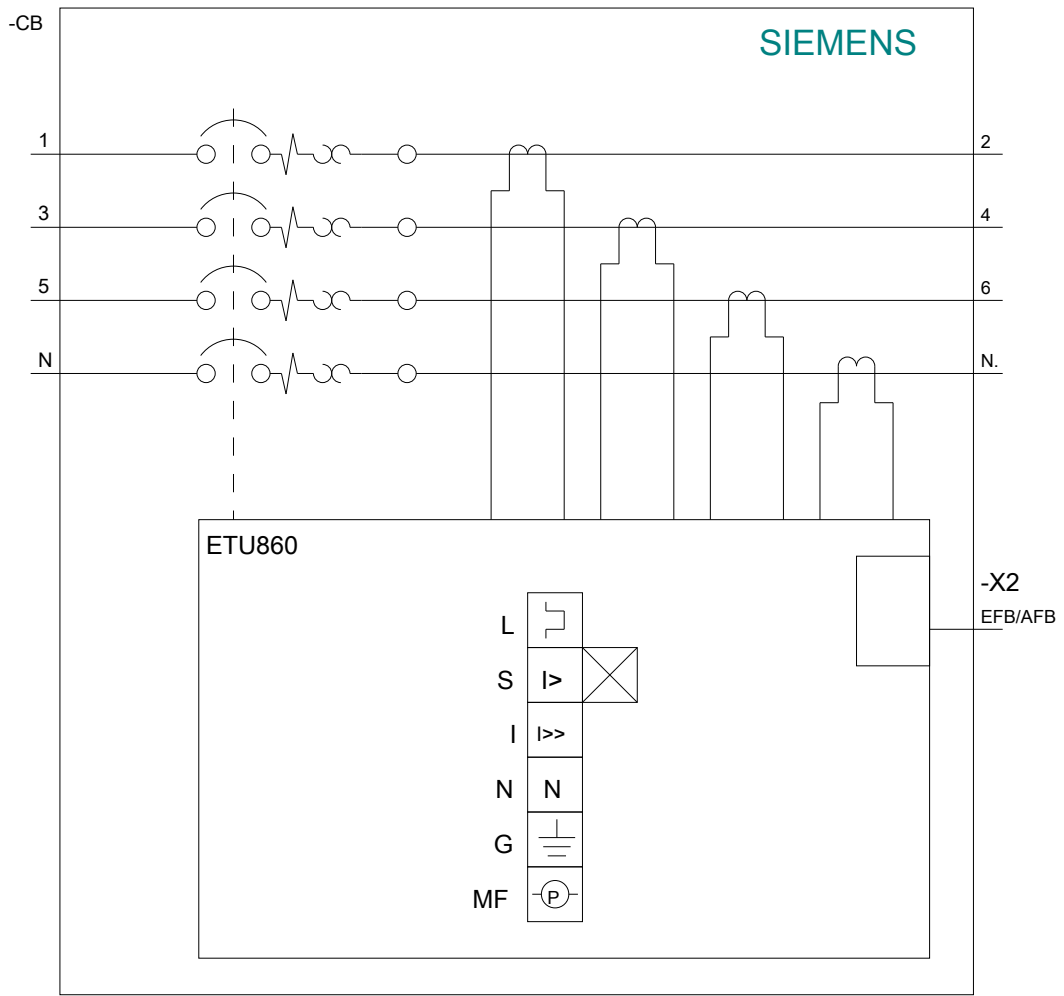 -CB
SIEMENS
1
2
3
4
5
6
N
N.
ETU860
-X2
EFB/AFB
L
S I>
I I>>
N N
G
MF P